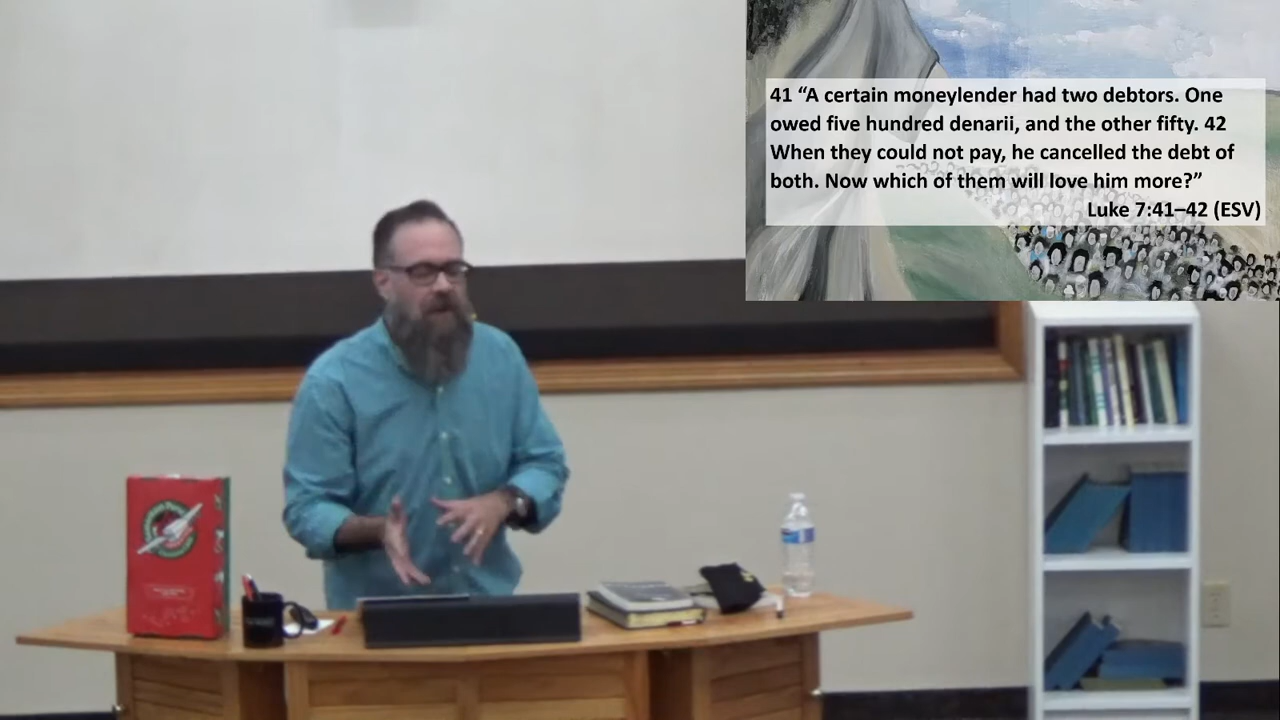 41 “A certain moneylender had two debtors. One
owed five hundred denarii, and the other fifty. 42
When they could not pay, he cancelled the debt of
both. Now which of them will love him more?”
Luke 7:41–42 (ESV)